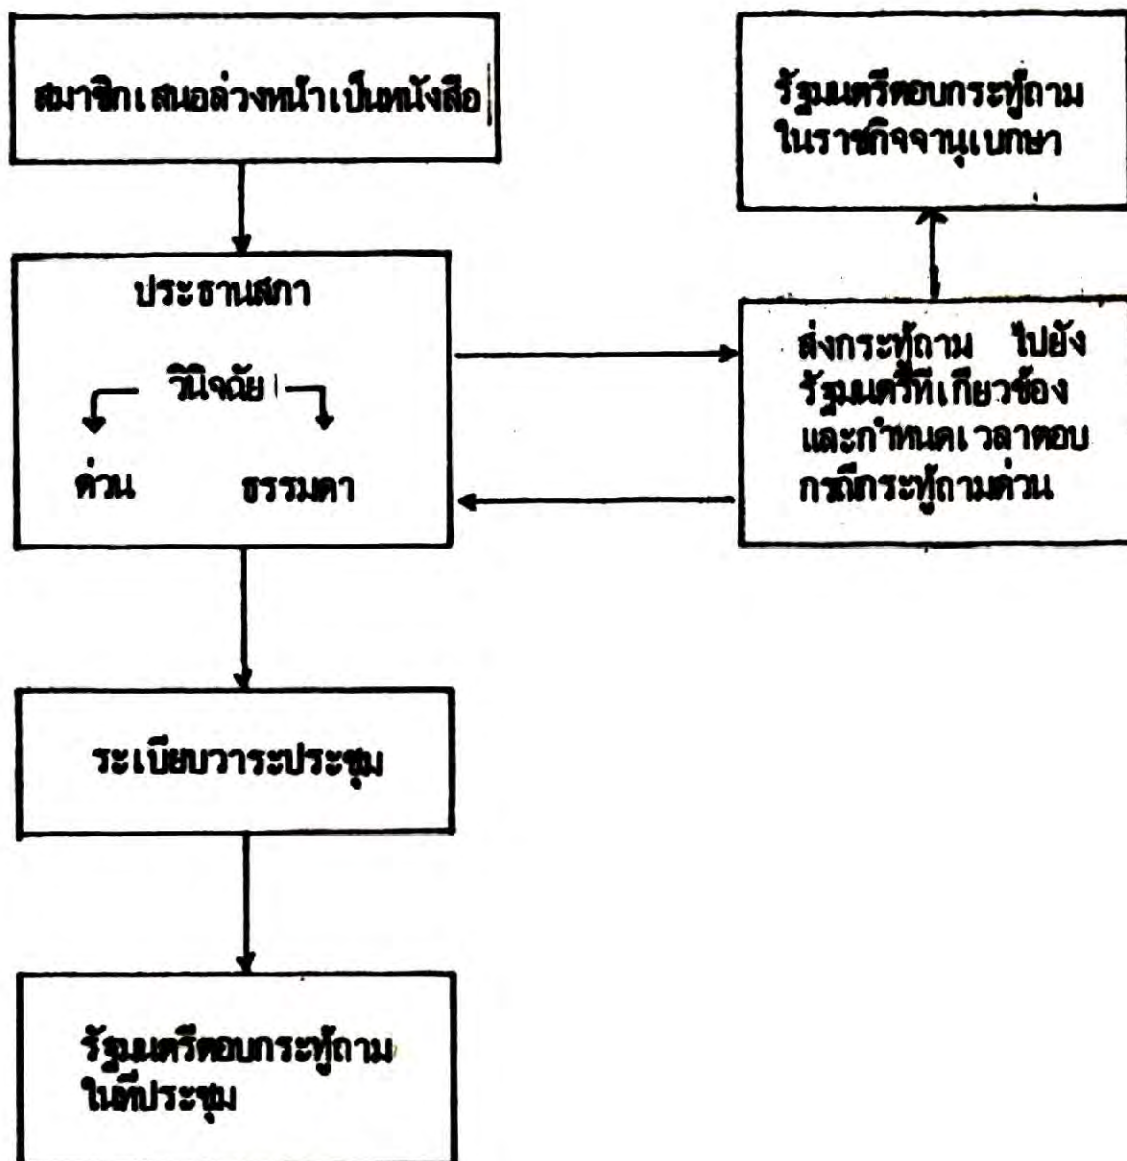 สมาชิกเสนอล่วงหน้าเป็นหนังสือ
รัฐมนตรีตอบกระทู้ถาม
ในราชกิจจานุเบกษา
ประธานสภา
วินิจฉัย
ด่วน ธรรมดา
ส่งกระทู้ถาม ไปยัง
รัฐมนตรีที่เกี่ยวข้อง
และกำหนดเวลาตอบ
กรณีกระทู้ถามด่วน
ระเบียบวาระประชุม
รัฐมนตรีตอบกระทู้ถาม
ในที่ประชุม